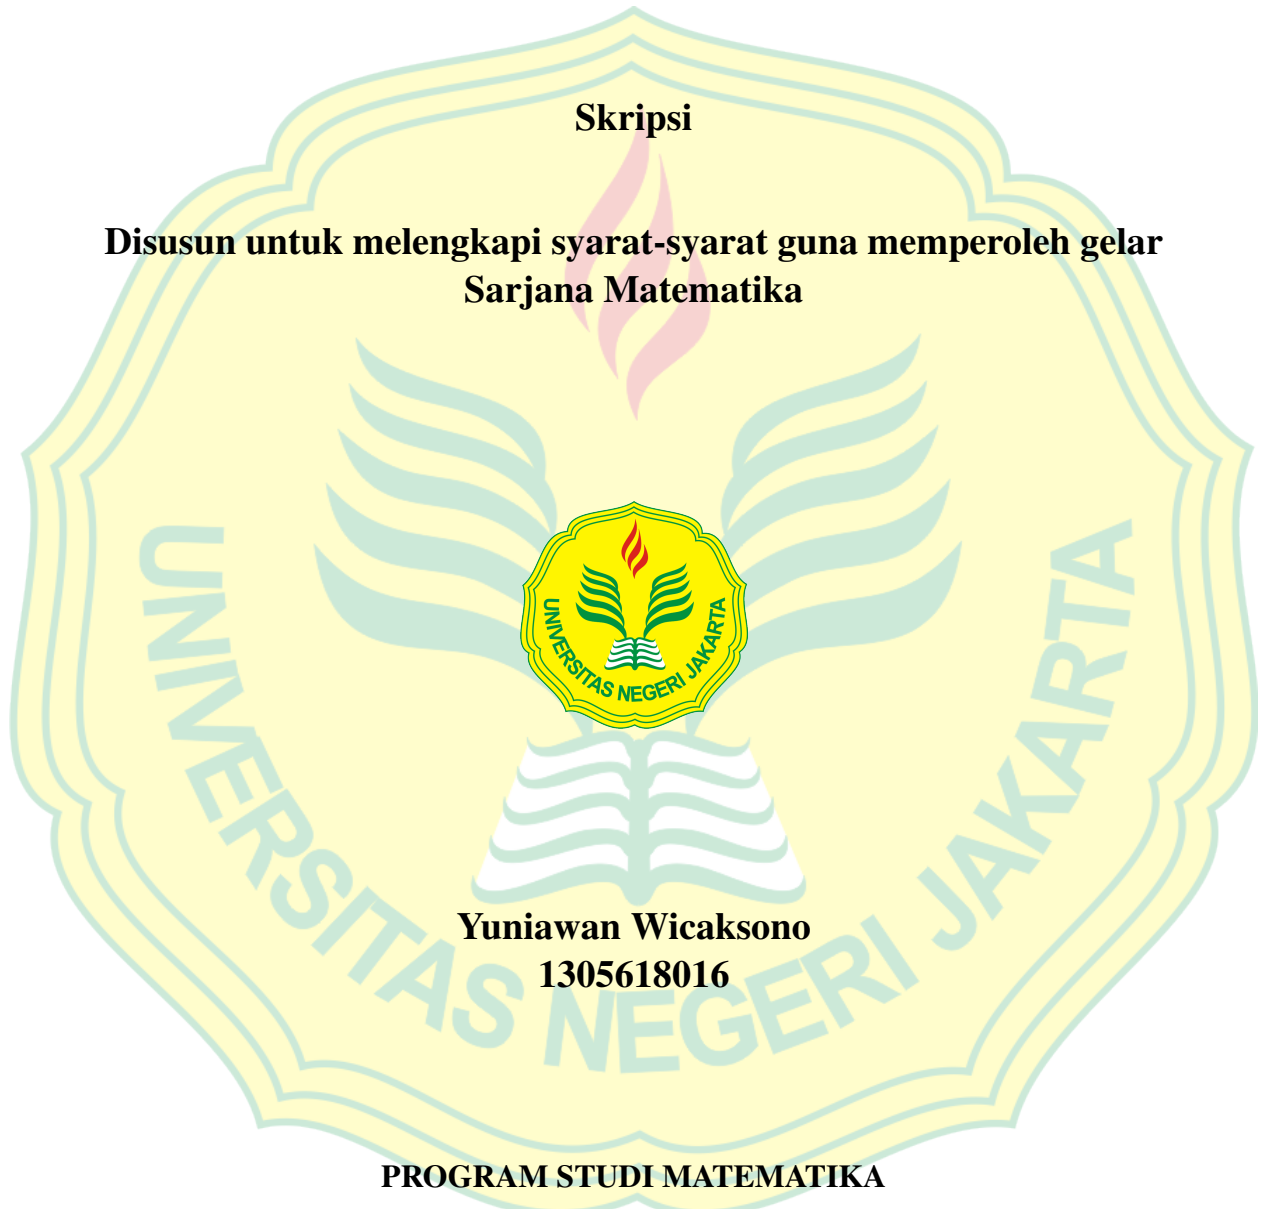 Skripsi
Disusun untuk melengkapi syarat-syarat guna memperoleh gelar
Sarjana Matematika
UNIVERSITAS NEGERI JAKARTA
UNIVERSITAS NEGERI JAKARTA
Yuniawan Wicaksono
1305618016
PROGRAM STUDI MATEMATIKA